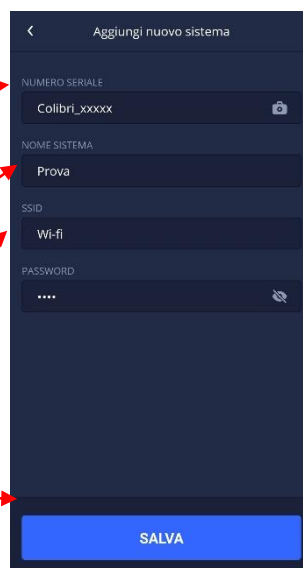 Aggiungi nuovo sistema
NUMERO SERIALE
Colibri_xxxxx
NOME SISTEMA
Prova
SSID
Wi-fi
PASSWORD
••••
SALVA